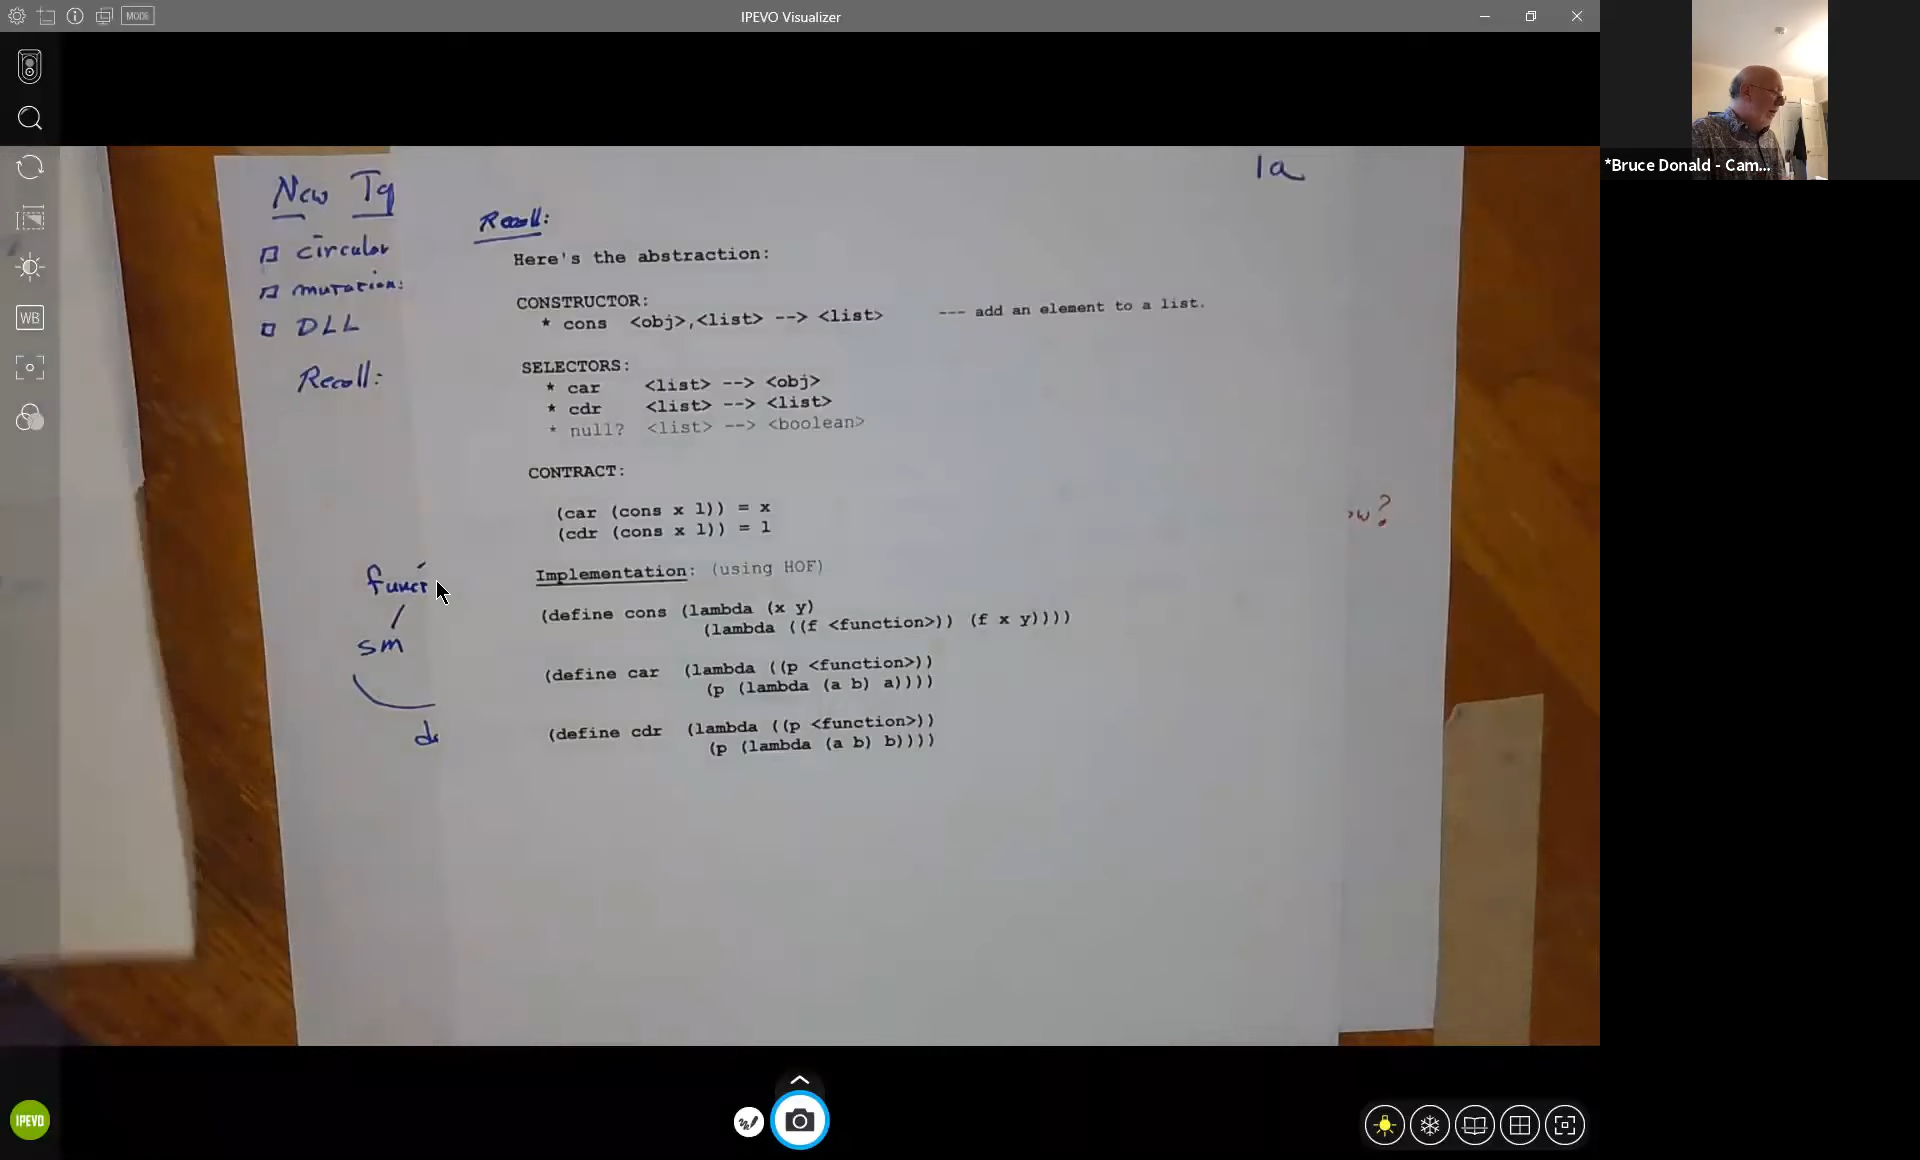 MODE
IPEVO Visualizer
*Bruce Donald - Cam...
WB
New
circular
mutation:
DLL
Recall:
1a
Recall:
Here's the abstraction:
CONSTRUCTOR:
* cons <obj>,<list> --> <list> --- add an element to a list.
SELECTORS:
* car <list> --> <obj>
* cdr <list> --> <list>
* null? <list> --> <boolean>
CONTRACT:
(car (cons x l)) = x
(cdr (cons x l)) = l
Implementation: (using HOF)
(define cons (lambda (x y)
(lambda ((f <function>)) (f x y))))
(define car (lambda ((p <function>))
(p (lambda (a b) a))))
(define cdr (lambda ((p <function>))
(p (lambda (a b) b))))
sm
IPEVO